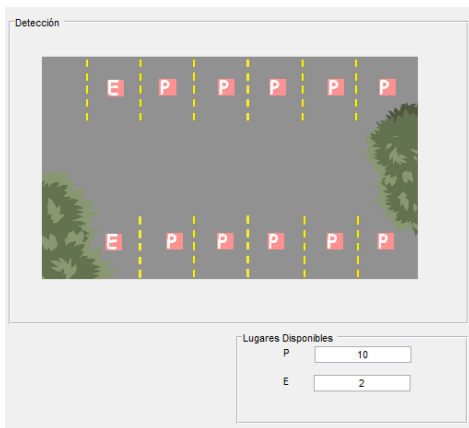 Detección
E P P P P P
E P P P P P
Lugares Disponibles
P 10
E 2